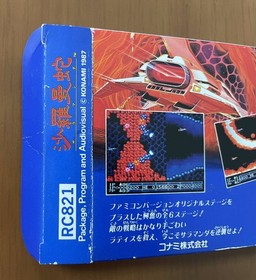 沙羅曼蛇
RC821
Package, Program and Audiovisual © KONAMI 1987
ファミコンバージョンオリジナルステージを
プラスした興奮の全6ステージ!
敵の戦略はかなり手ごわい
ラティスを救え、今こそサラマンダを逆襲せよ!
コナミ株式会社